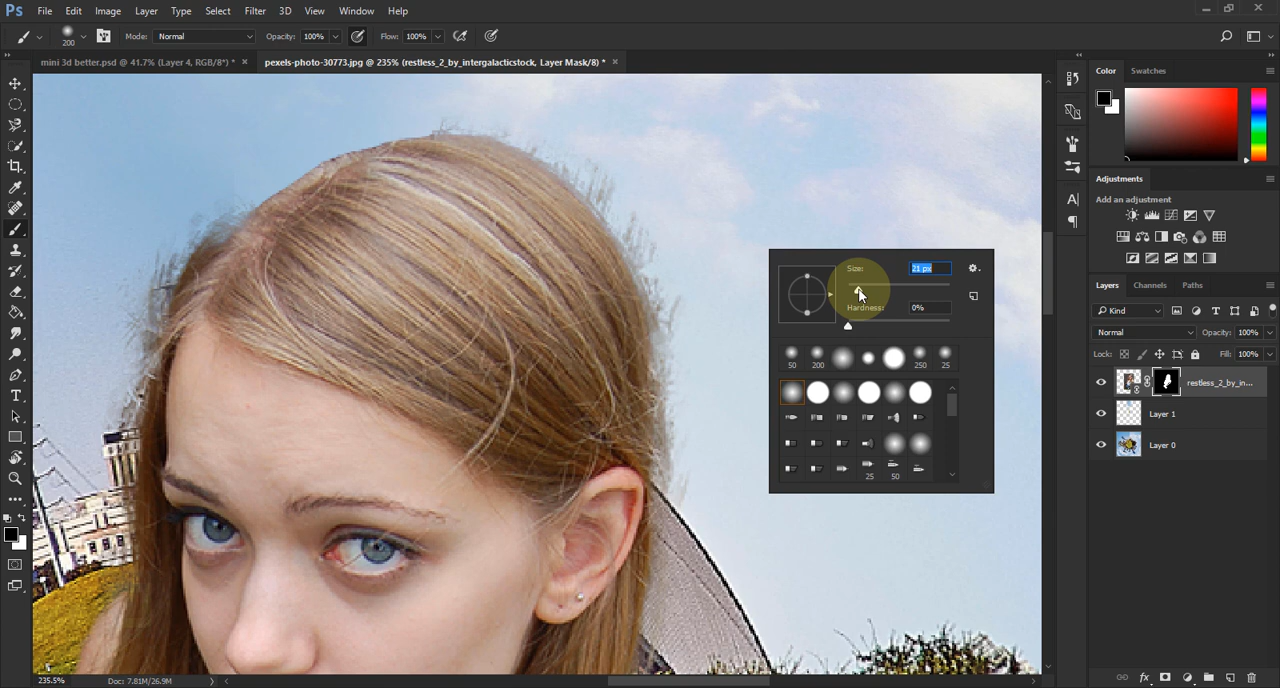 Ps File Edit Image Layer Type Select Filter 3D View Window Help
200 Mode: Normal Opacity: 100% Flow: 100%
mini 3d better.psd @ 41.7% (Layer 4, RGB/8*) * × pexels-photo-30773.jpg @ 235% (restless_2_by_intergalacticstock, Layer Mask/8) * ×
Color Swatches
Adjustments
Add an adjustment
Size: 21 px
Hardness: 0%
50 200 250 25
25 50
Layers Channels Paths
Kind
Normal Opacity: 100%
Lock: Fill: 100%
restless_2_by_in...
Layer 1
Layer 0
235.5% Doc: 7.81M/26.9M